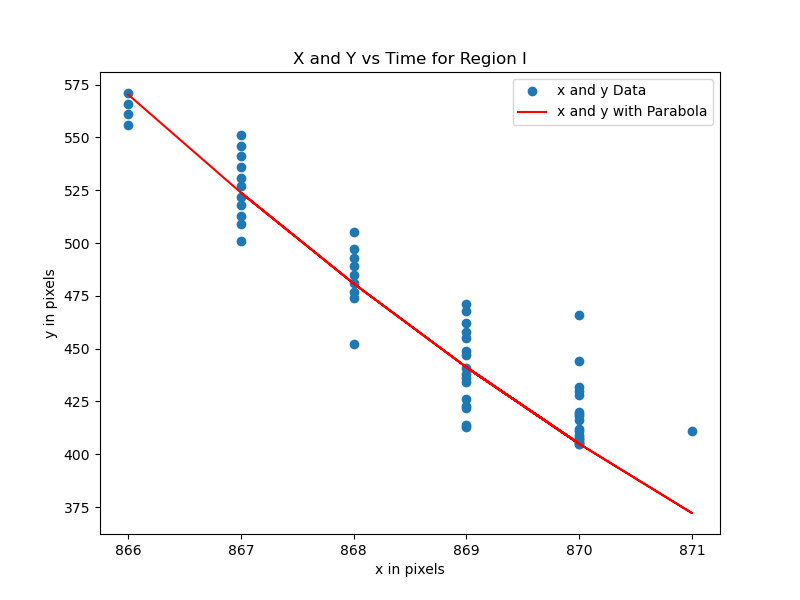 X and Y vs Time for Region I
x and y Data
x and y with Parabola
575
550
525
500
475
450
425
400
375
y in pixels
866 867 868 869 870 871
x in pixels